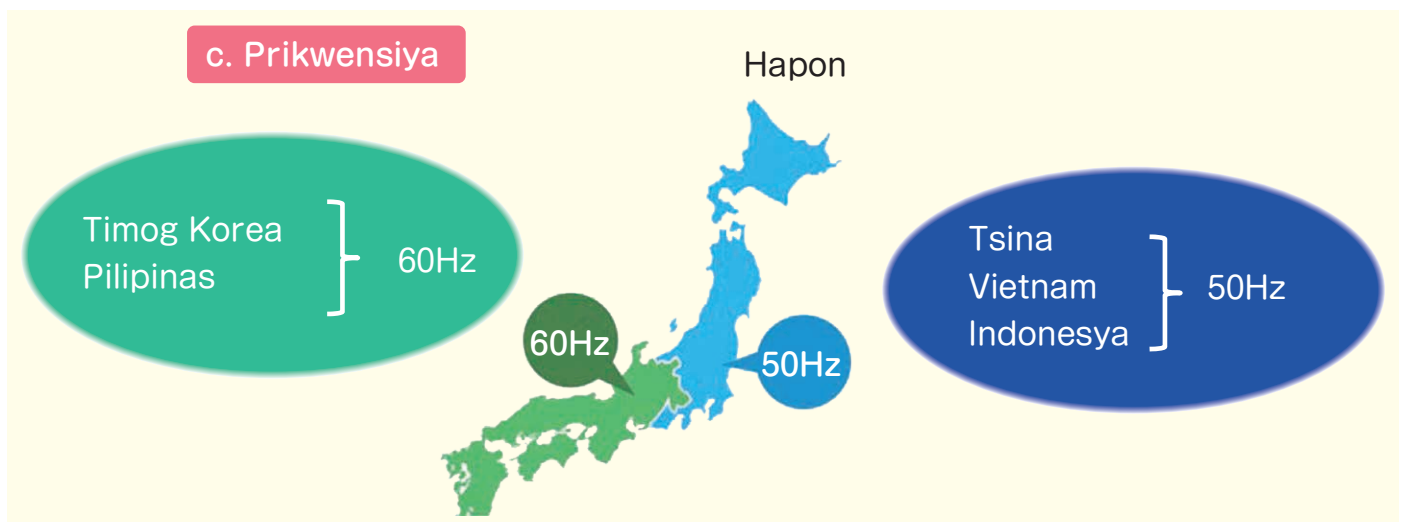 c. Prikwensiya
Hapon
Timog Korea
Pilipinas
60Hz
60Hz
50Hz
Tsina
Vietnam
Indonesya
50Hz